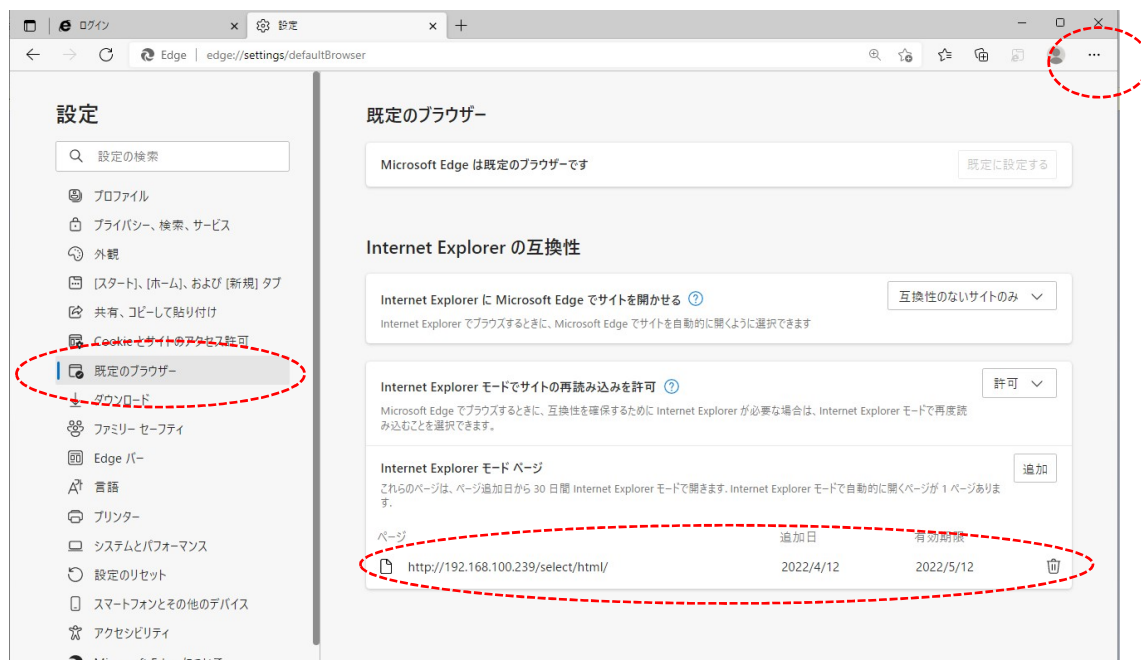 ログイン
設定
Edge
edge://settings/defaultBrowser
設定
設定の検索
プロファイル
プライバシー、検索、サービス
外観
[スタート]、[ホーム]、および [新規] タブ
共有、コピーして貼り付け
Cookie とサイトのアクセス許可
既定のブラウザー
ダウンロード
ファミリー セーフティ
Edge バー
言語
プリンター
システムとパフォーマンス
設定のリセット
スマートフォンとその他のデバイス
アクセシビリティ
既定のブラウザー
Microsoft Edge は既定のブラウザーです
既定に設定する
Internet Explorer の互換性
Internet Explorer に Microsoft Edge でサイトを開かせる
互換性のないサイトのみ
Internet Explorer でブラウズするときに、Microsoft Edge でサイトを自動的に開くように選択できます
Internet Explorer モードでサイトの再読み込みを許可
許可
Microsoft Edge でブラウズするときに、互換性を確保するために Internet Explorer が必要な場合は、Internet Explorer モードで再度読
み込むことを選択できます。
Internet Explorer モード ページ
追加
これらのページは、ページ追加日から 30 日間 Internet Explorer モードで開きます. Internet Explorer モードで自動的に開くページが 1 ページありま
す.
ページ
追加日
有効期限
http://192.168.100.239/select/html/
2022/4/12
2022/5/12